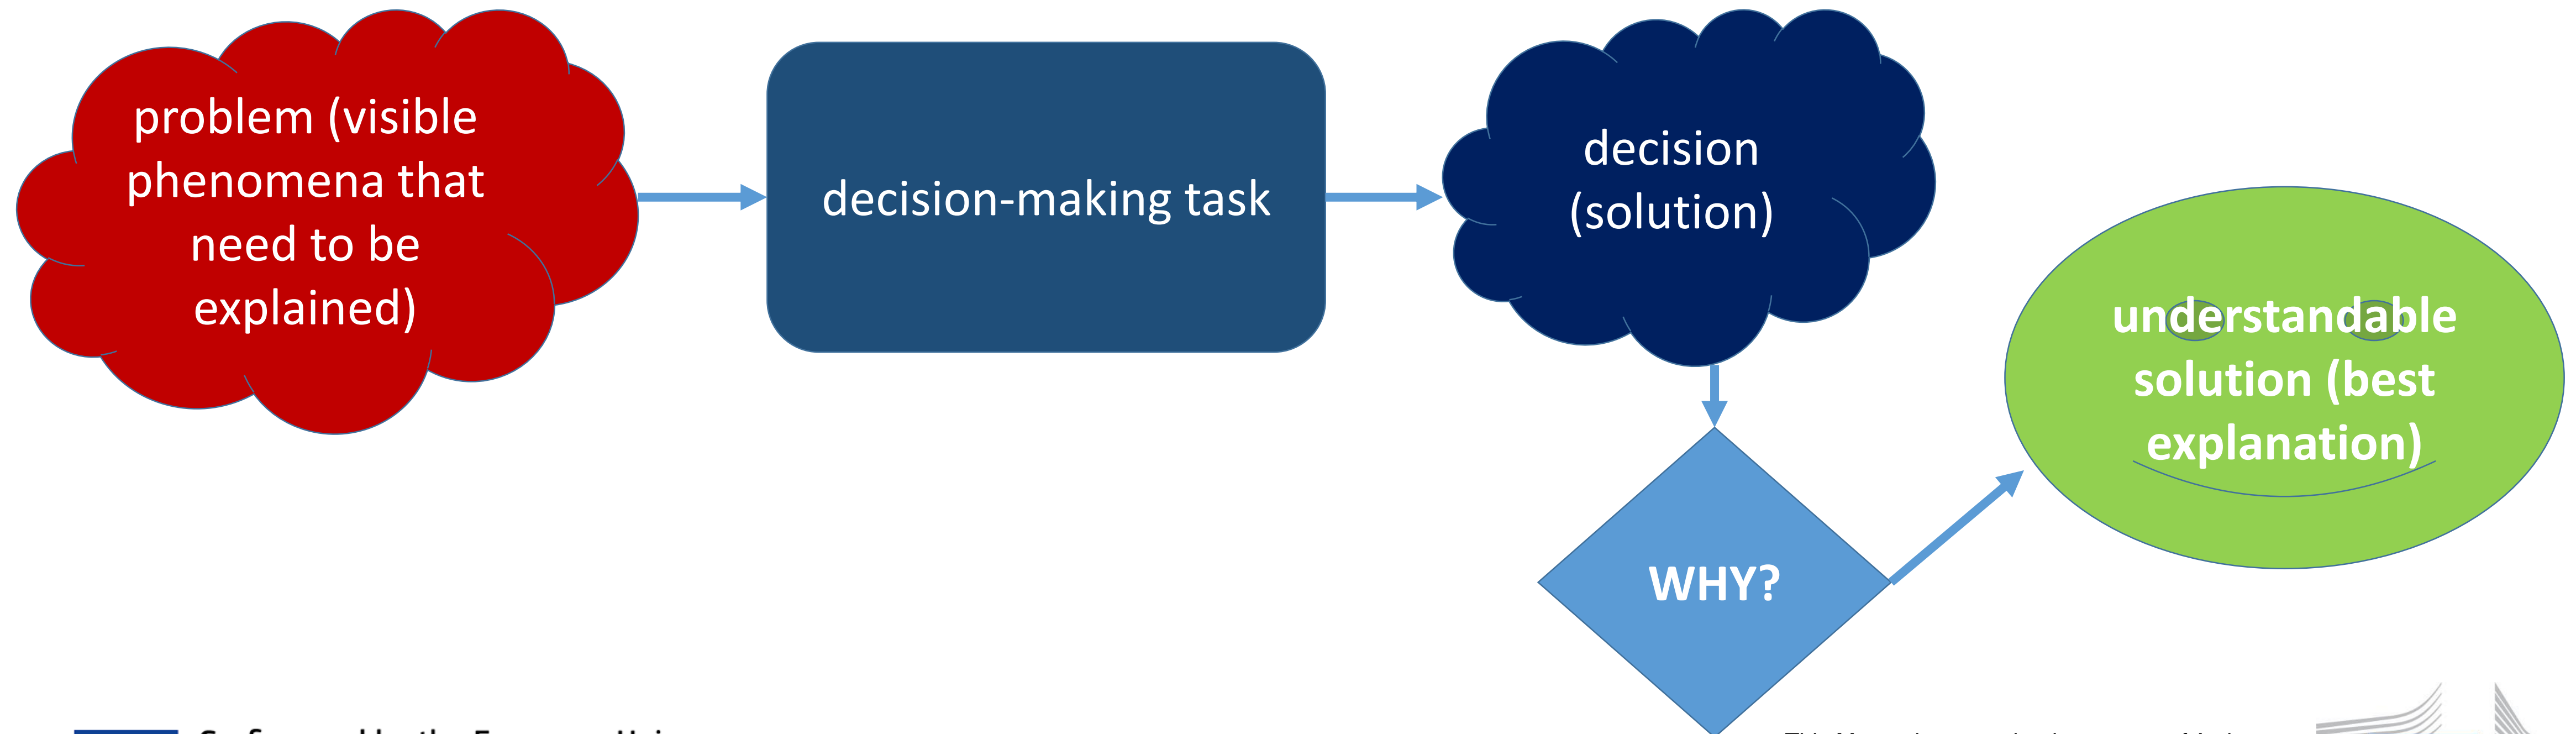 problem (visible
phenomena that
need to be
explained)
decision-making task
decision
(solution)
understandable
solution (best
explanation)
WHY?